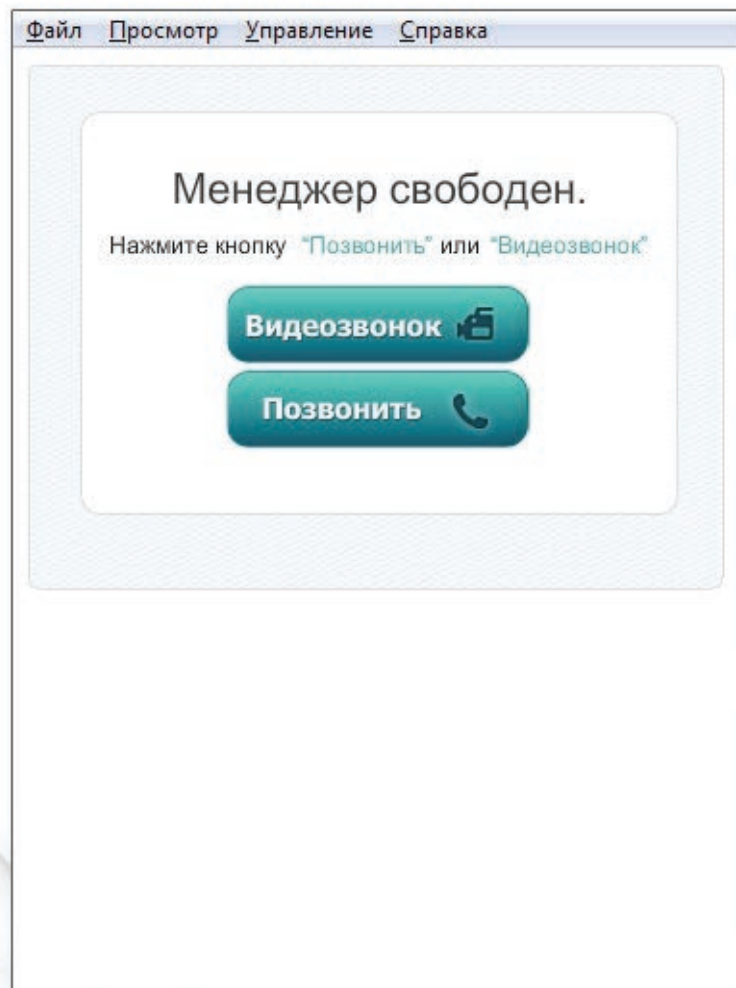 Файл Просмотр Управление Справка
Менеджер свободен.
Нажмите кнопку “Позвонить” или “Видеозвонок”
Видеозвонок
Позвонить